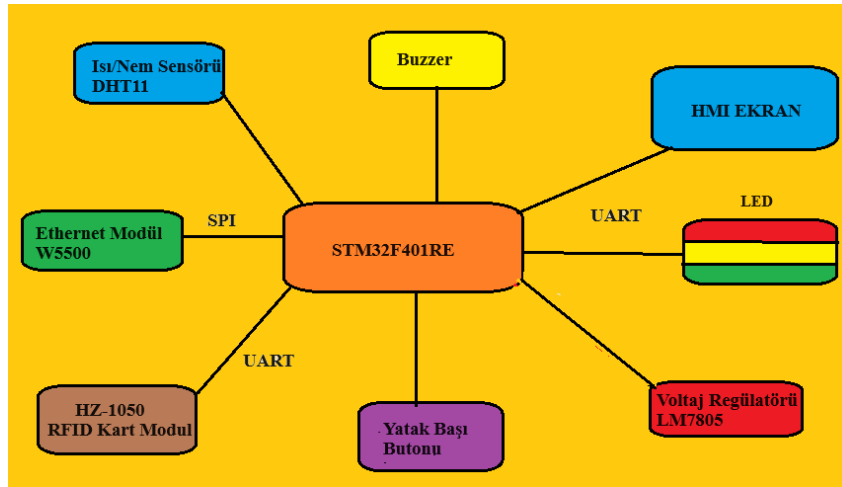 Isı/Nem Sensörü
DHT11
Buzzer
HMI EKRAN
SPI
Ethernet Modül
W5500
STM32F401RE
UART
LED
UART
HZ-1050
RFID Kart Modul
Yatak Başı
Butonu
Voltaj Regülatörü
LM7805